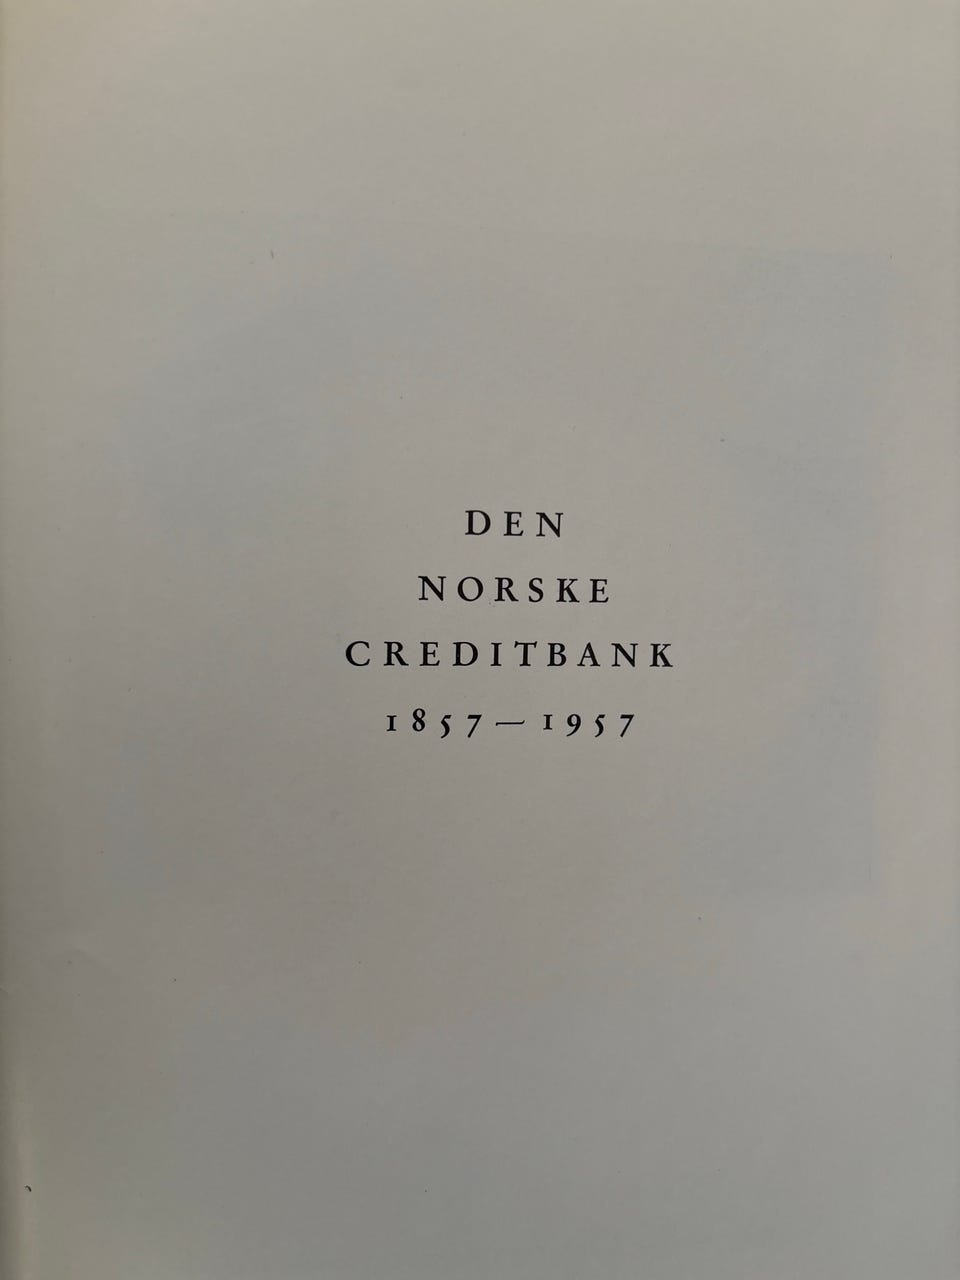 DEN
NORSKE
CREDITBANK
1857—1957